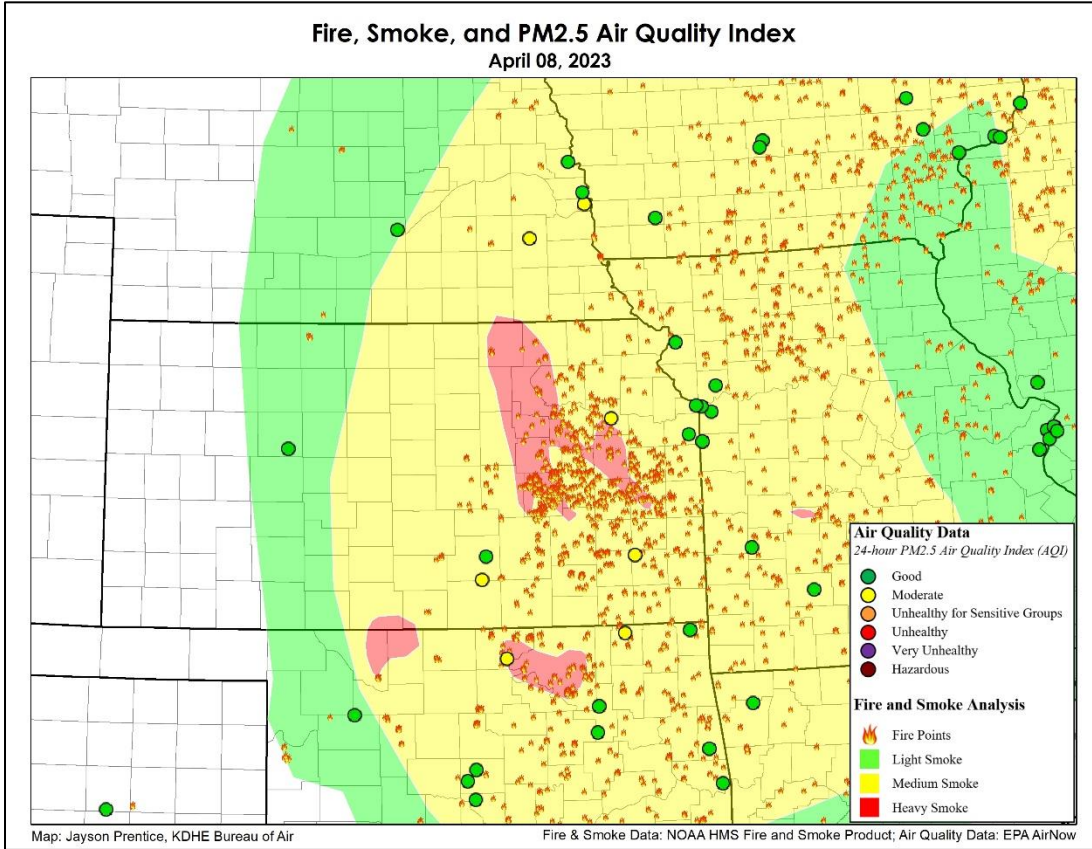 Fire, Smoke, and PM2.5 Air Quality Index
April 08, 2023
Air Quality Data
24-hour PM2.5 Air Quality Index (AQI)
Good
Moderate
Unhealthy for Sensitive Groups
Unhealthy
Very Unhealthy
Hazardous
Fire and Smoke Analysis
Fire Points
Light Smoke
Medium Smoke
Heavy Smoke
Map: Jayson Prentice, KDHE Bureau of Air
Fire & Smoke Data: NOAA HMS Fire and Smoke Product; Air Quality Data: EPA AirNow